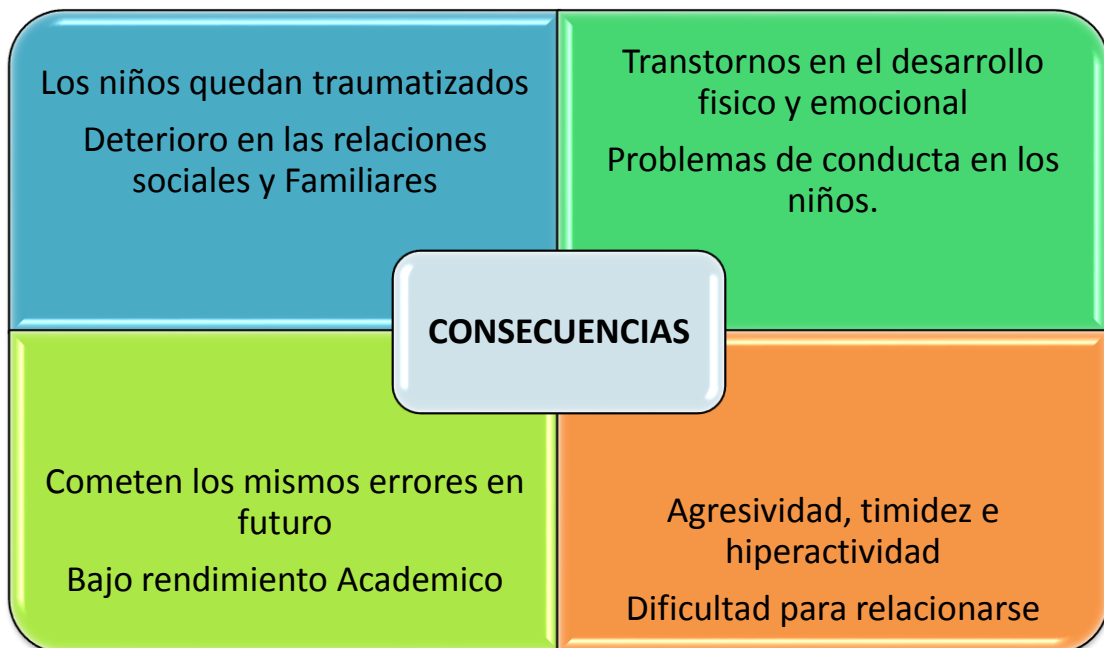 Los niños quedan traumatizados
Deterioro en las relaciones
sociales y Familiares
Transtornos en el desarrollo
fisico y emocional
Problemas de conducta en los
niños.
CONSECUENCIAS
Cometen los mismos errores en
futuro
Bajo rendimiento Academico
Agresividad, timidez e
hiperactividad
Dificultad para relacionarse